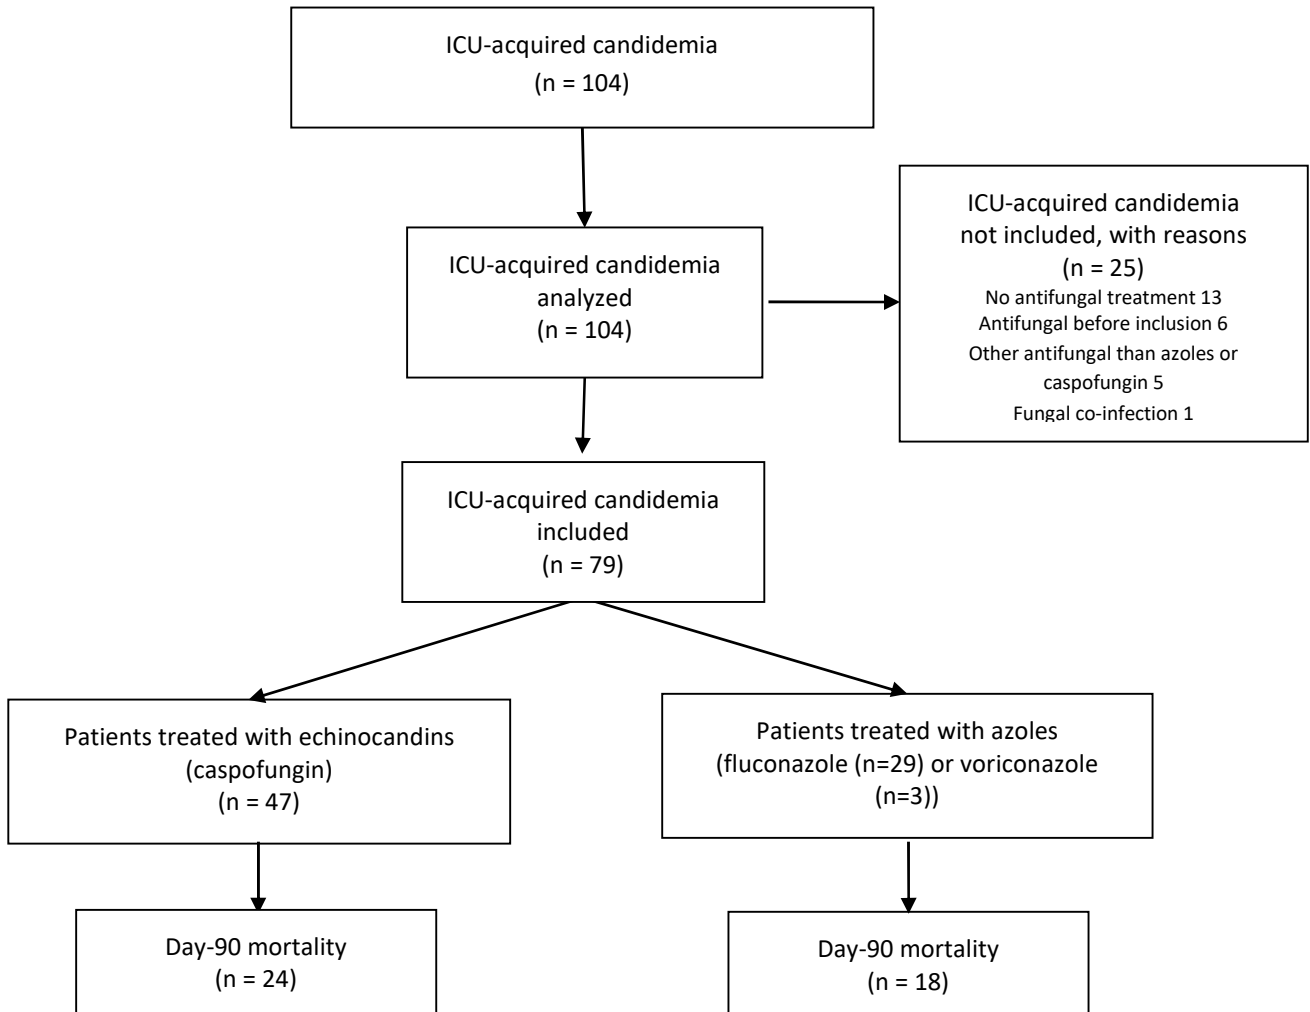 ICU-acquired candidemia
(n = 104)
ICU-acquired candidemia
analyzed
(n = 104)
ICU-acquired candidemia
not included, with reasons
(n = 25)
No antifungal treatment 13
Antifungal before inclusion 6
Other antifungal than azoles or
caspofungin 5
Fungal co-infection 1
ICU-acquired candidemia
included
(n = 79)
Patients treated with echinocandins
(caspofungin)
(n = 47)
Patients treated with azoles
(fluconazole (n=29) or voriconazole
(n=3))
Day-90 mortality
(n = 24)
Day-90 mortality
(n = 18)